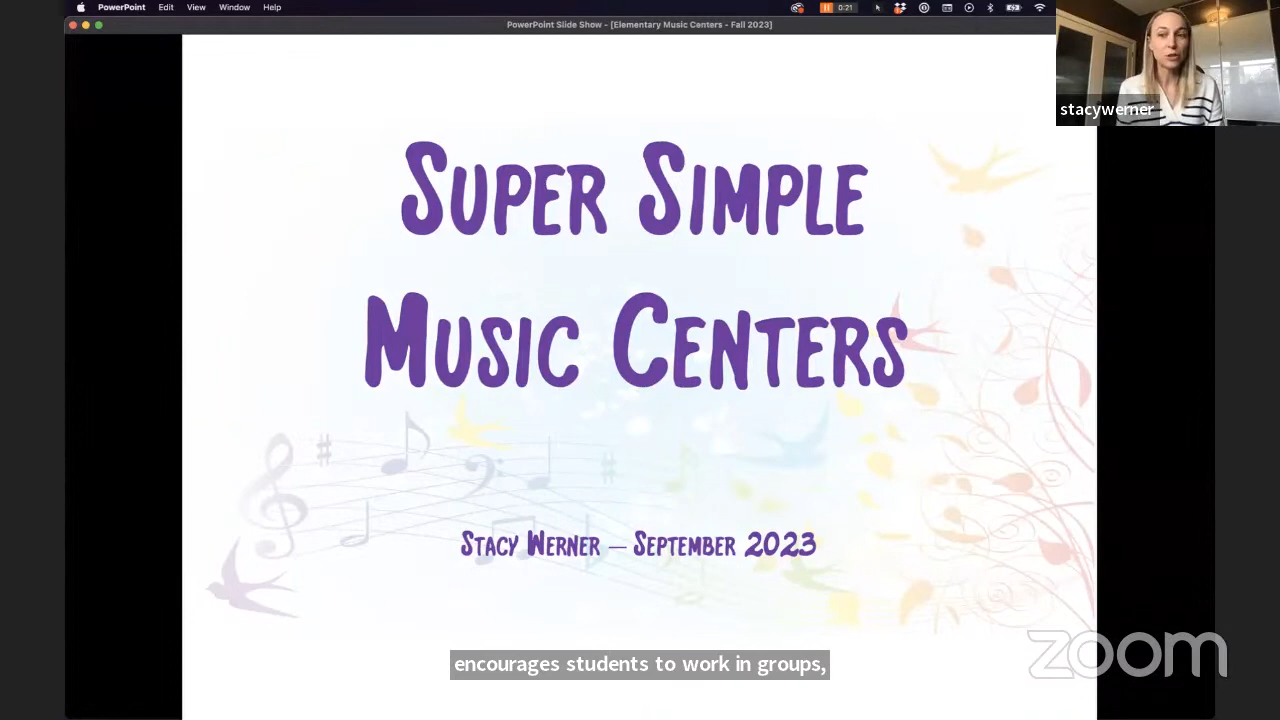 PowerPoint Edit View Window Help 0:21
PowerPoint Slide Show - [Elementary Music Centers - Fall 2023]
stacywerner
Super Simple
Music Centers
Stacy Werner – September 2023
encourages students to work in groups,
zoom